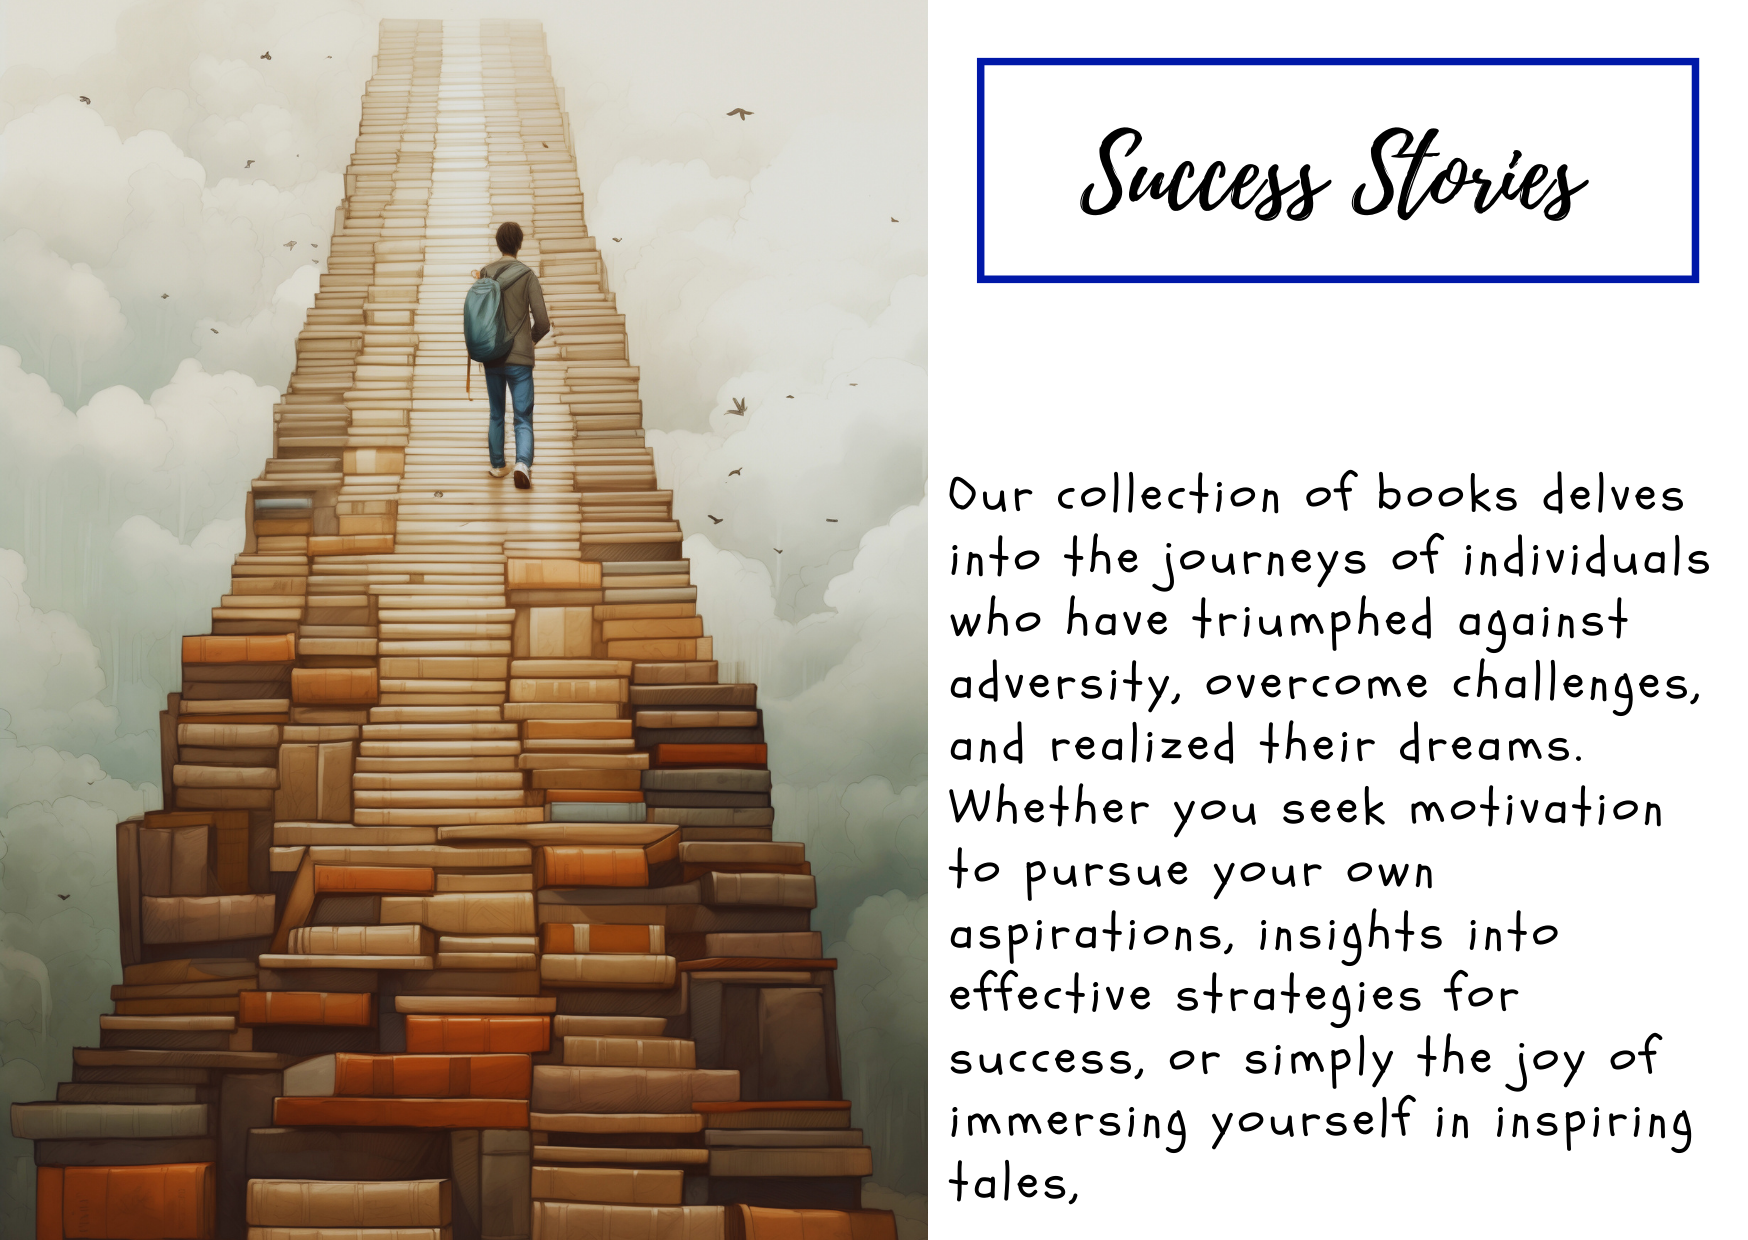 Success Stories
Our collection of books delves
into the journeys of individuals
who have triumphed against
adversity, overcome challenges,
and realized their dreams.
Whether you seek motivation
to pursue your own
aspirations, insights into
effective strategies for
success, or simply the joy of
immersing yourself in inspiring
tales,